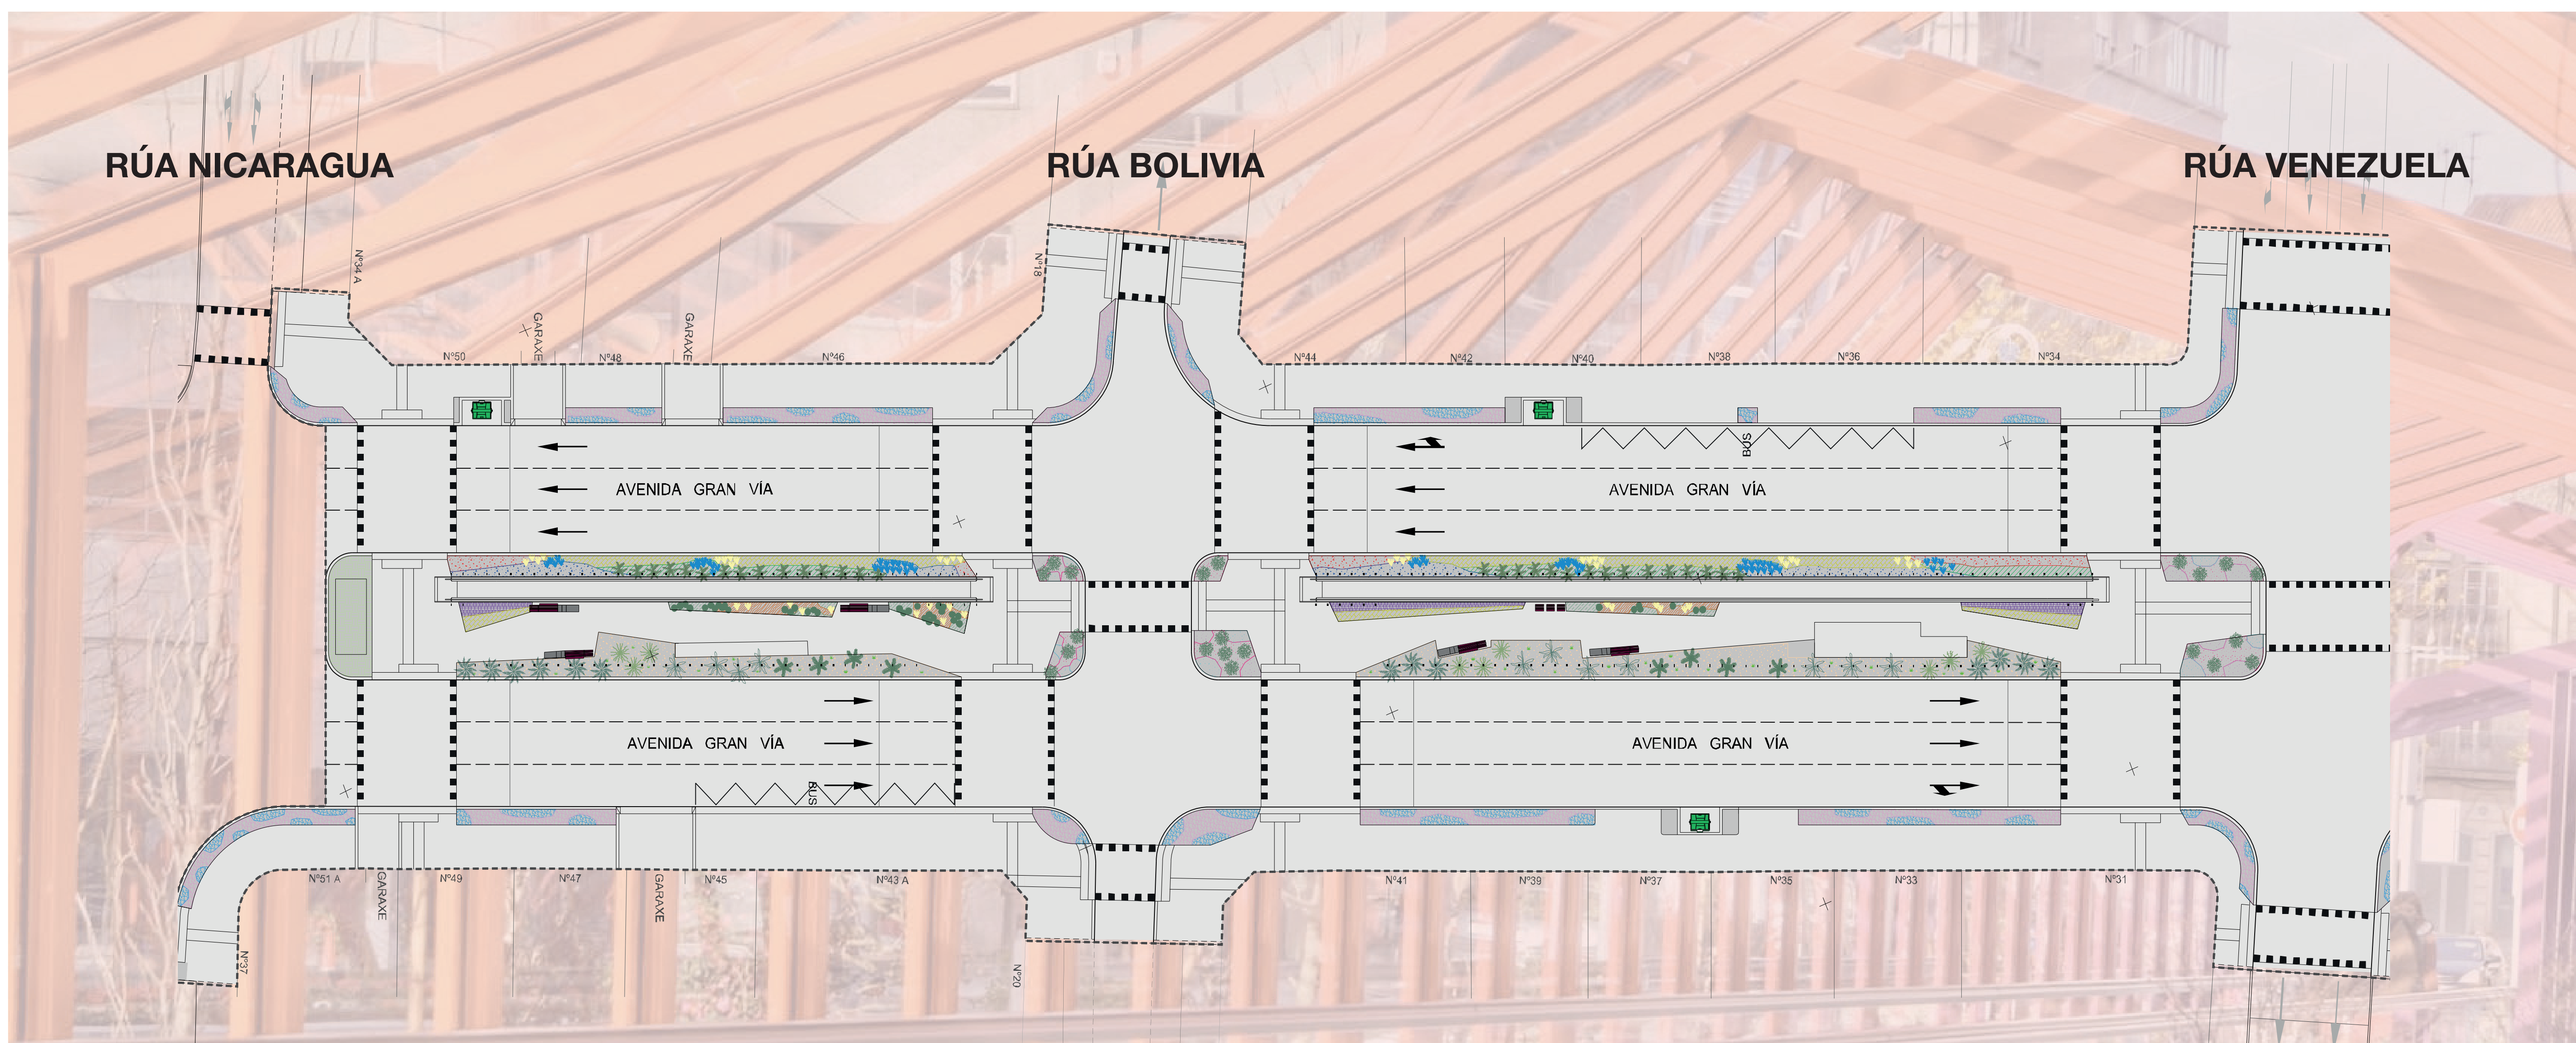 RÚA NICARAGUA
RÚA BOLIVIA
RÚA VENEZUELA
Nº34 A
Nº18
GARAXE
GARAXE
Nº50
Nº48
Nº46
Nº44
Nº42
Nº40
Nº38
Nº36
Nº34
BUS
AVENIDA GRAN VÍA
AVENIDA GRAN VÍA
AVENIDA GRAN VÍA
AVENIDA GRAN VÍA
BUS
Nº51 A
GARAXE
Nº49
Nº47
GARAXE
Nº45
Nº43 A
Nº41
Nº39
Nº37
Nº35
Nº33
Nº31
Nº37
Nº20